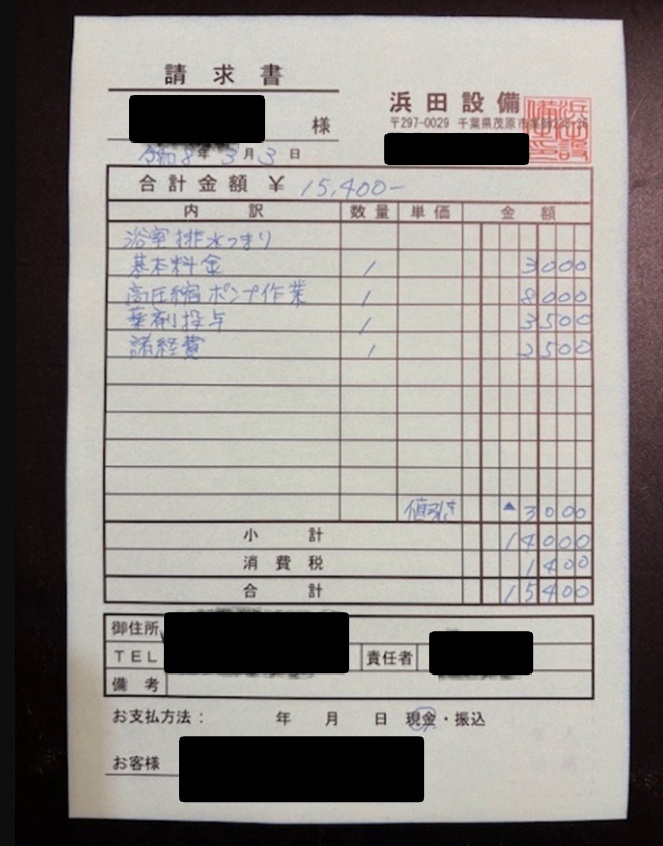 請求書
様
浜田設備
〒297-0029 千葉県茂原市
令和8年3月3日
合計金額 ¥ 15,400-
内訳 数量 単価 金額
浴室排水つまり
基本料金 1 3000
高圧縮ポンプ作業 1 8000
薬剤投与 1 3500
諸経費 1 2500
値引き ▲3000
小計 14000
消費税 1400
合計 15400
御住所
TEL 責任者
備考
お支払方法: 年 月 日 現金・振込
お客様